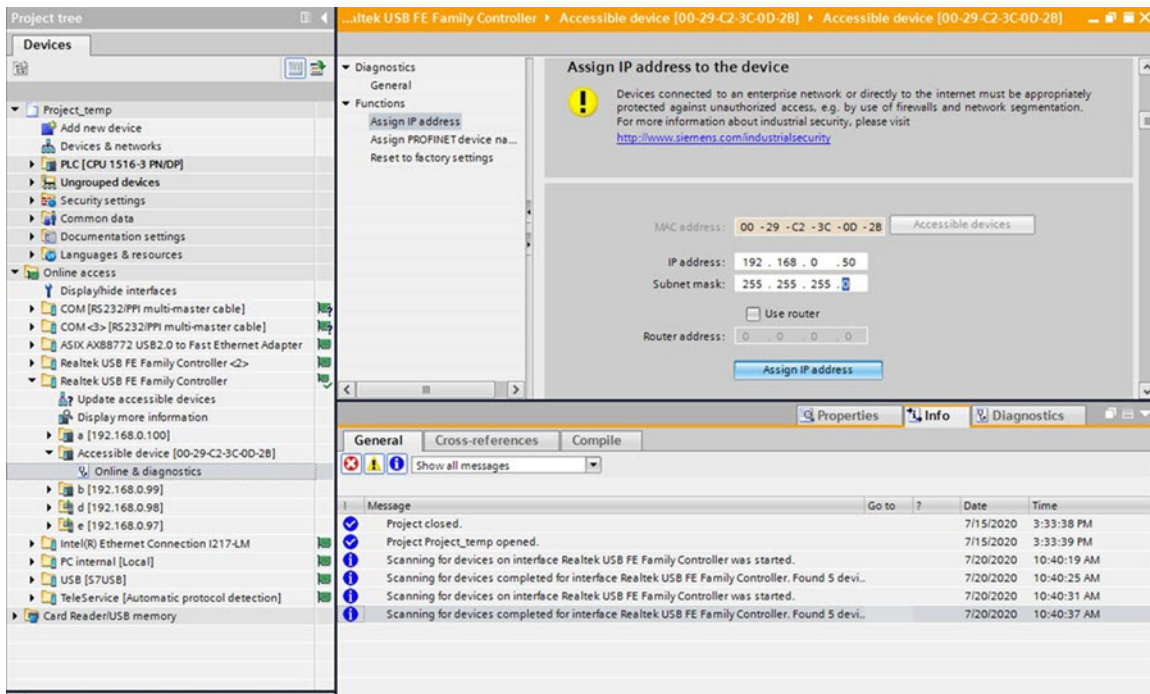 Project tree
...ltek USB FE Family Controller ▸ Accessible device [00-29-C2-3C-0D-2B] ▸ Accessible device [00-29-C2-3C-0D-2B]
Devices
Project_temp
Add new device
Devices & networks
PLC [CPU 1516-3 PN/DP]
Ungrouped devices
Security settings
Common data
Documentation settings
Languages & resources
Online access
Display/hide interfaces
COM [RS232/PPI multi-master cable]
COM <3> [RS232/PPI multi-master cable]
ASIX AX88772 USB2.0 to Fast Ethernet Adapter
Realtek USB FE Family Controller <2>
Realtek USB FE Family Controller
Update accessible devices
Display more information
a [192.168.0.100]
Accessible device [00-29-C2-3C-0D-2B]
Online & diagnostics
b [192.168.0.99]
d [192.168.0.98]
e [192.168.0.97]
Intel(R) Ethernet Connection I217-LM
PC internal [Local]
USB [S7USB]
TeleService [Automatic protocol detection]
Card Reader/USB memory
Diagnostics
General
Functions
Assign IP address
Assign PROFINET device na...
Reset to factory settings
Assign IP address to the device
Devices connected to an enterprise network or directly to the internet must be appropriately
protected against unauthorized access, e.g. by use of firewalls and network segmentation.
For more information about industrial security, please visit
http://www.siemens.com/industrialsecurity
MAC address: 00 -29 -C2 -3C -0D -2B Accessible devices
IP address: 192 . 168 . 0 . 50
Subnet mask: 255 . 255 . 255 . 0
Use router
Router address: 0 . 0 . 0 . 0
Assign IP address
Properties Info Diagnostics
General Cross-references Compile
Show all messages
! Message Go to ? Date Time
Project closed. 7/15/2020 3:33:38 PM
Project Project_temp opened. 7/15/2020 3:33:39 PM
Scanning for devices on interface Realtek USB FE Family Controller was started. 7/20/2020 10:40:19 AM
Scanning for devices completed for interface Realtek USB FE Family Controller. Found 5 devi.. 7/20/2020 10:40:25 AM
Scanning for devices on interface Realtek USB FE Family Controller was started. 7/20/2020 10:40:31 AM
Scanning for devices completed for interface Realtek USB FE Family Controller. Found 5 devi.. 7/20/2020 10:40:37 AM